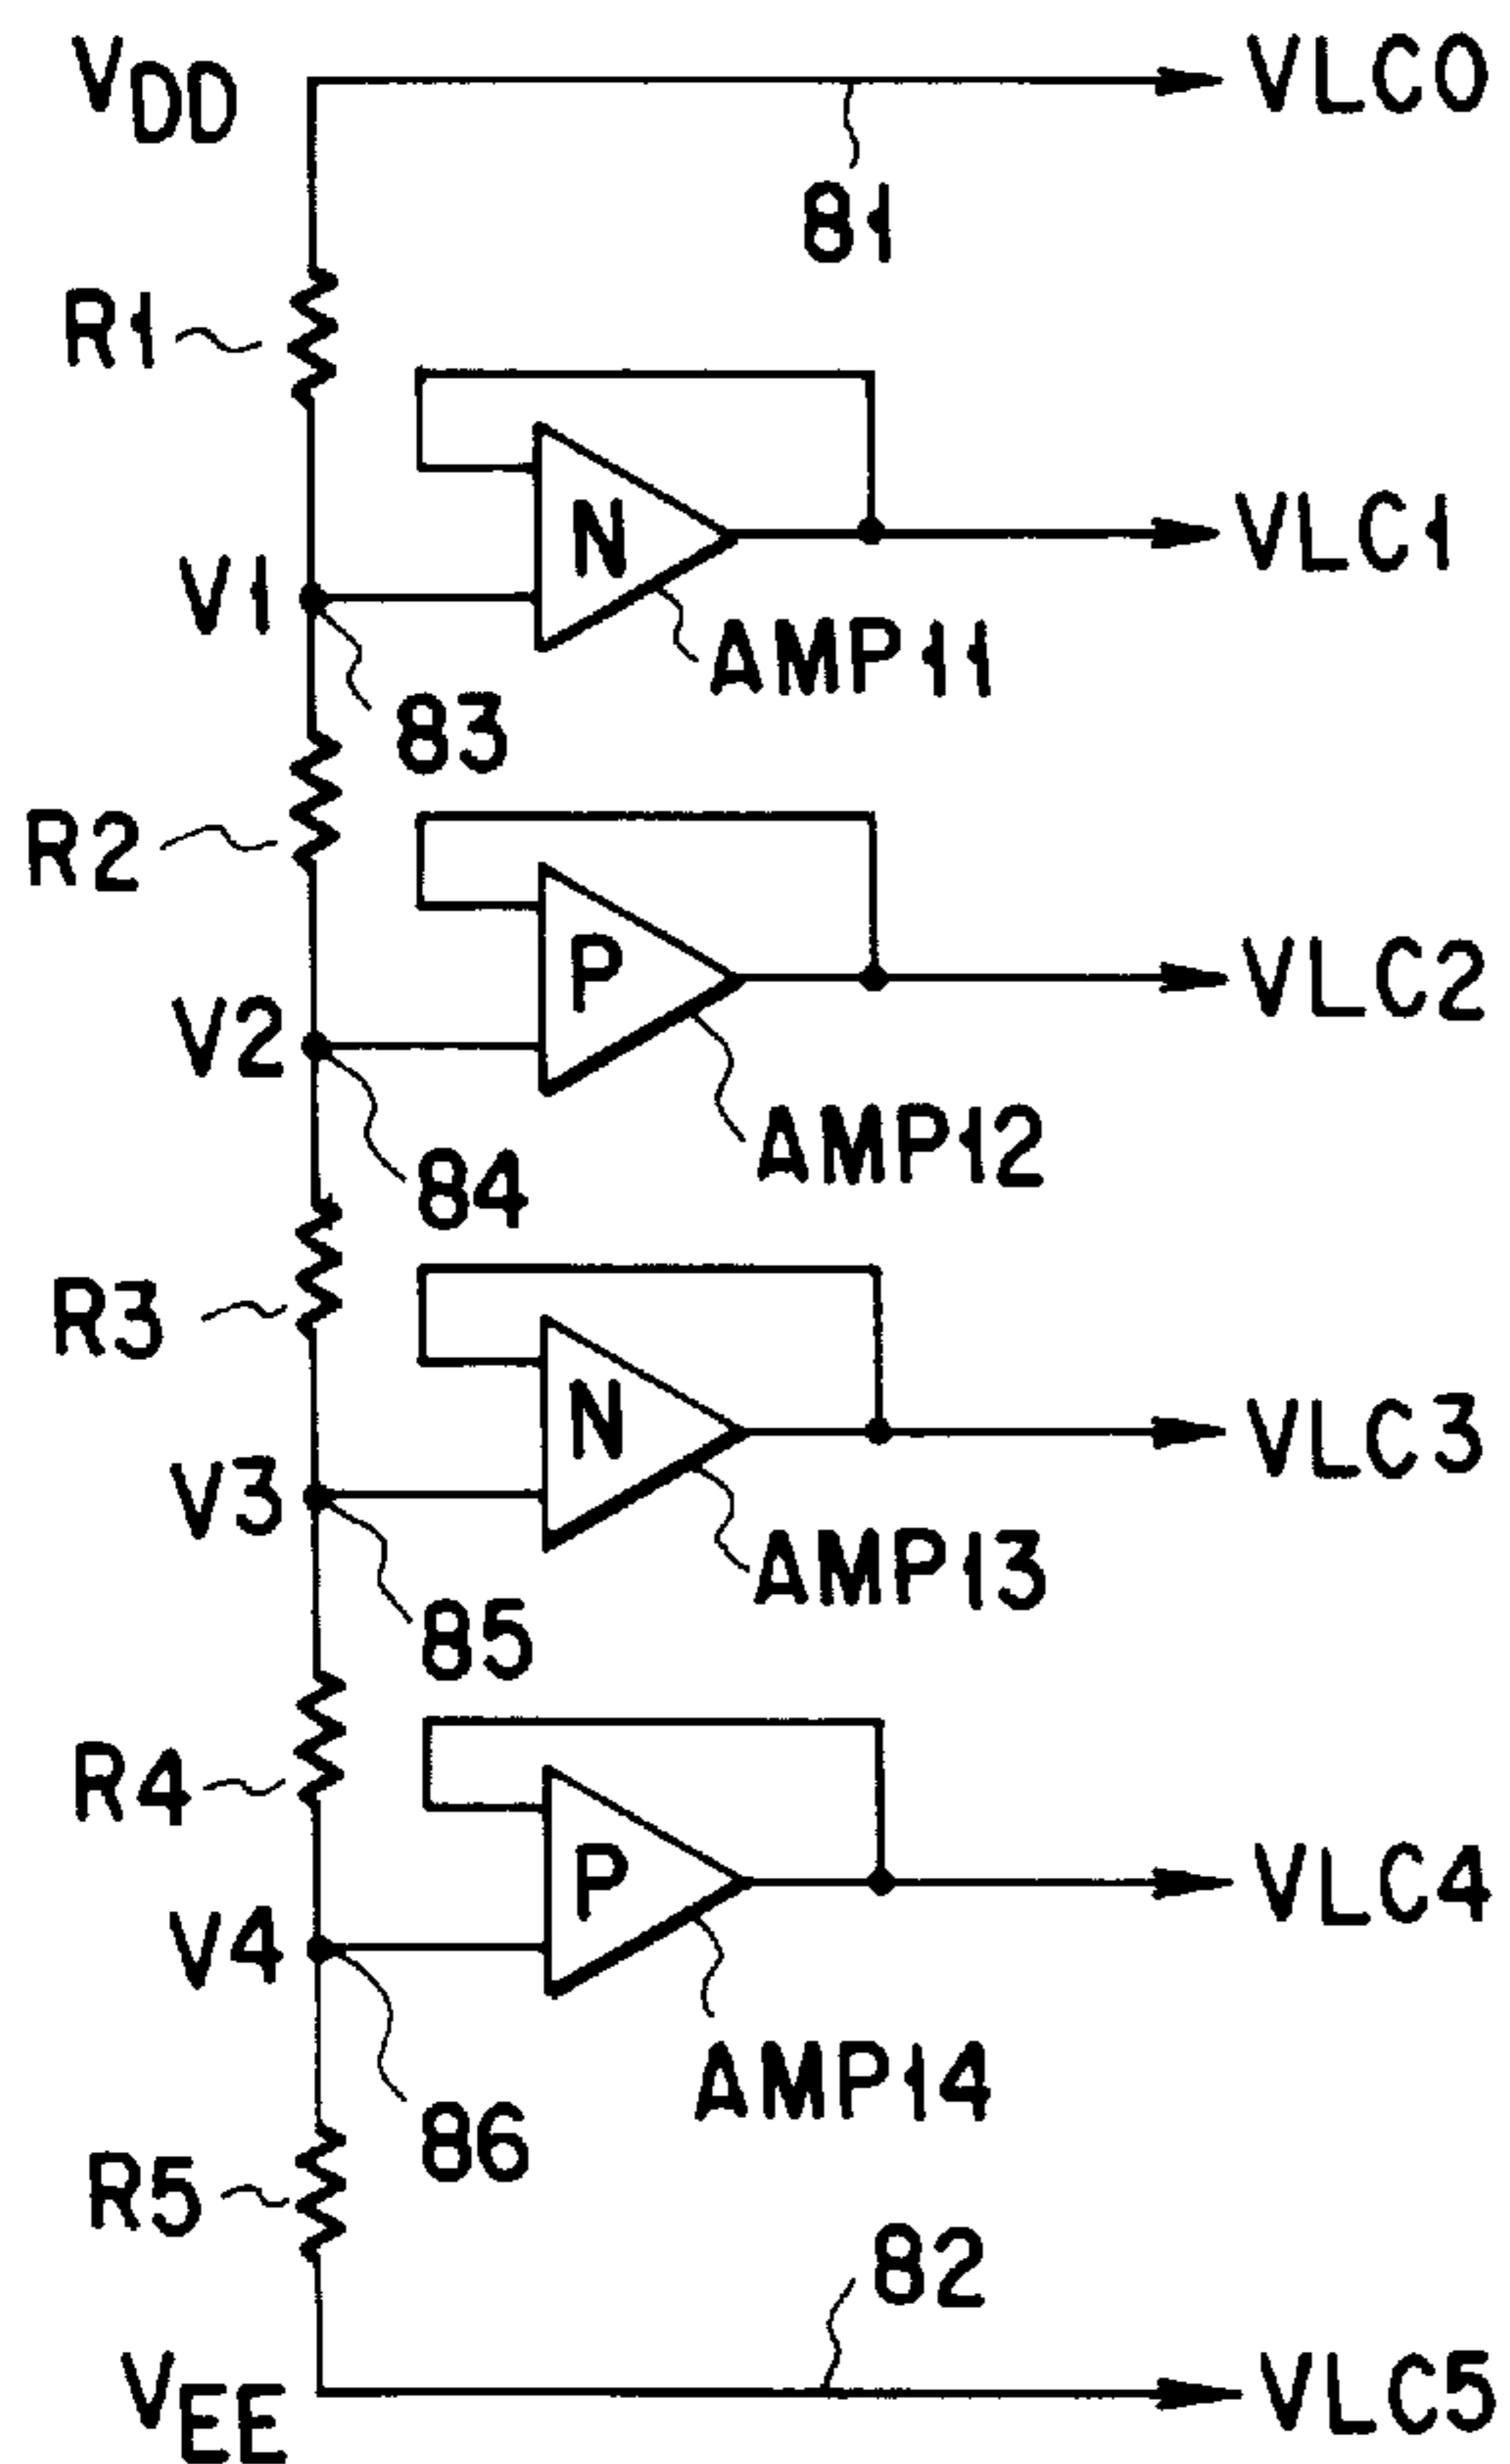 VDD
VLC0
81
R1
N
VLC1
V1
AMP11
83
R2
P
VLC2
V2
AMP12
84
R3
N
VLC3
V3
AMP13
85
R4
P
VLC4
V4
AMP14
86
R5
82
VEE
VLC5